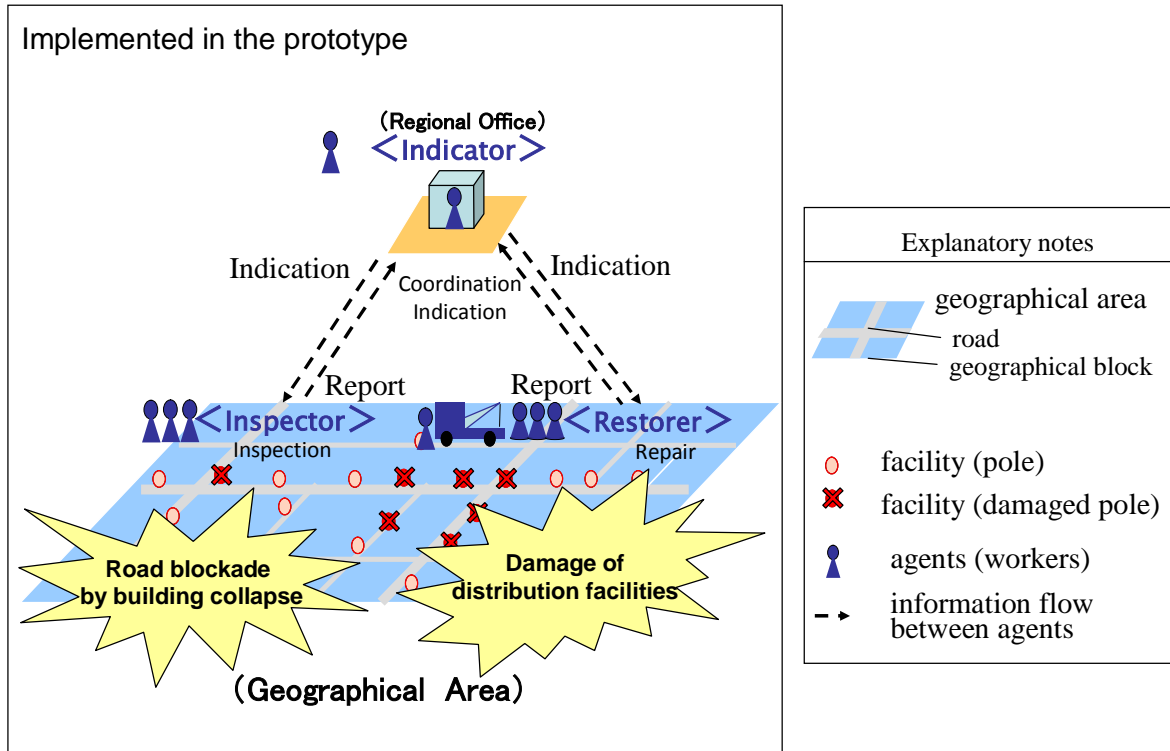 Implemented in the prototype
(Regional Office)
<Indicator>
Indication
Indication
Coordination
Indication
Report
Report
<Inspector>
<Restorer>
Inspection
Repair
Road blockade
by building collapse
Damage of
distribution facilities
(Geographical Area)
Explanatory notes
geographical area
road
geographical block
facility (pole)
facility (damaged pole)
agents (workers)
information flow
between agents